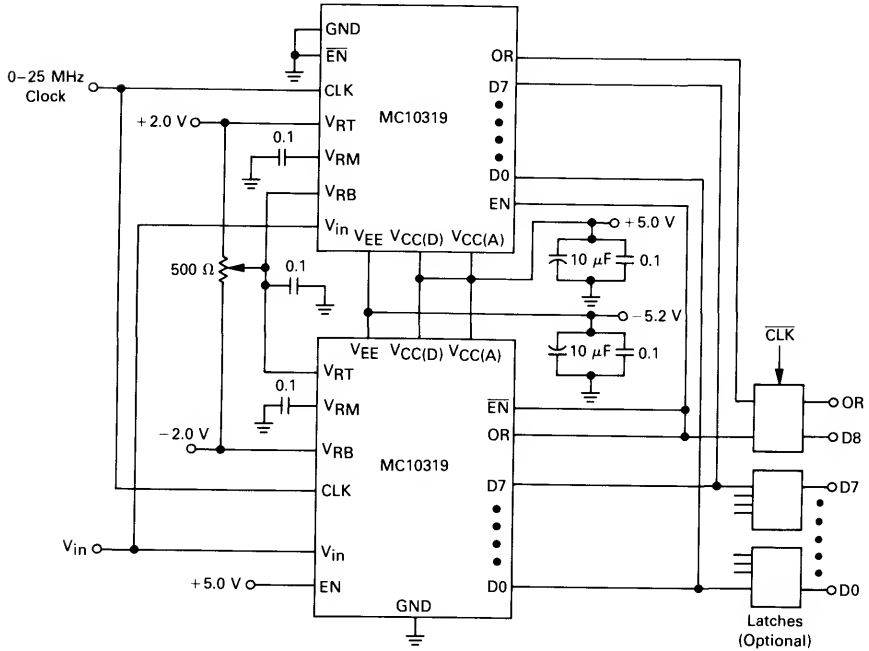 GND
EN
OR
0–25 MHz
Clock
CLK
D7
+2.0 V
VRT
MC10319
0.1
VRM
D0
VRB
EN
Vin
VEE VCC(D) VCC(A)
+5.0 V
500 Ω
0.1
10 μF
0.1
−5.2 V
VEE VCC(D) VCC(A)
10 μF
0.1
CLK
VRT
0.1
VRM
EN
OR
OR
D8
−2.0 V
VRB
MC10319
CLK
D7
D7
Vin
Vin
+5.0 V
EN
D0
D0
GND
Latches
(Optional)